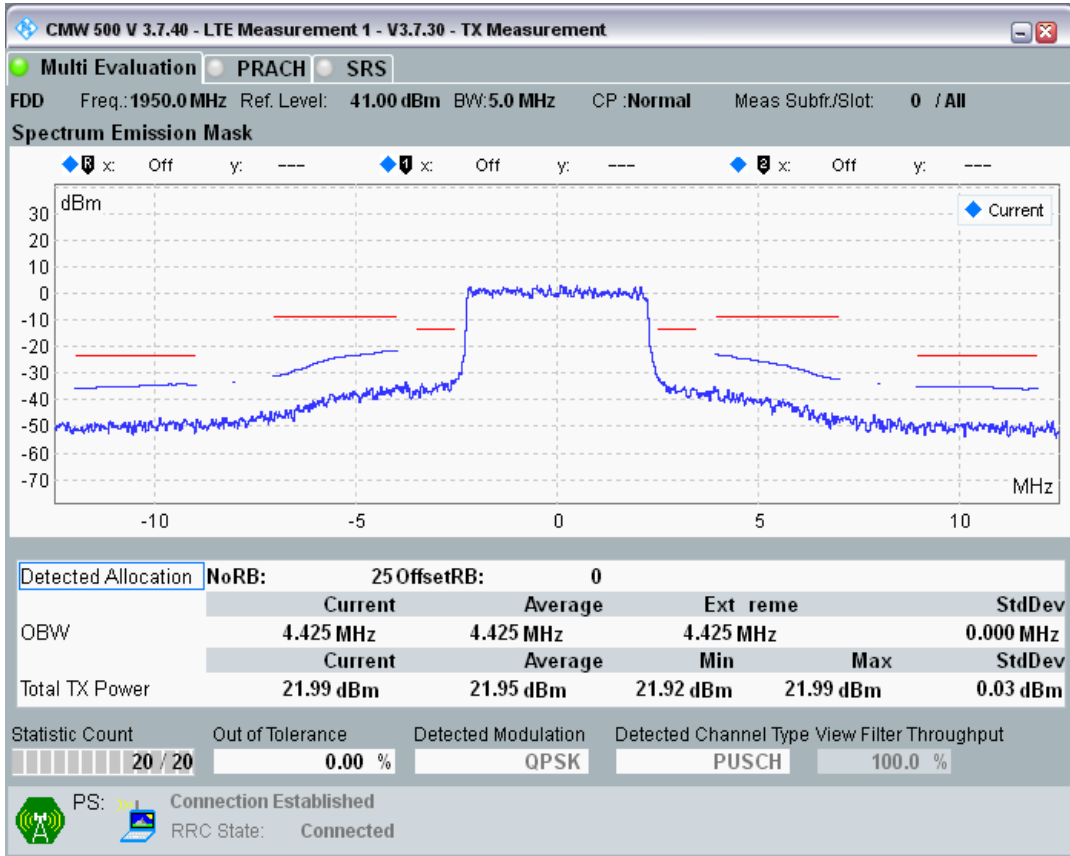 CMW 500 V 3.7.40 - LTE Measurement 1 - V3.7.30 - TX Measurement
Multi Evaluation PRACH SRS
FDD Freq.: 1950.0 MHz Ref. Level: 41.00 dBm BW: 5.0 MHz CP :Normal Meas Subfr./Slot: 0 / All
Spectrum Emission Mask
R x: Off y: --- 1 x: Off y: --- 2 x: Off y: ---
dBm
Current
30
20
10
0
-10
-20
-30
-40
-50
-60
-70
MHz
-10 -5 0 5 10
Detected Allocation NoRB: 25 OffsetRB: 0
Current Average Ext reme StdDev
OBW 4.425 MHz 4.425 MHz 4.425 MHz 0.000 MHz
Current Average Min Max StdDev
Total TX Power 21.99 dBm 21.95 dBm 21.92 dBm 21.99 dBm 0.03 dBm
Statistic Count Out of Tolerance Detected Modulation Detected Channel Type View Filter Throughput
20 / 20 0.00 % QPSK PUSCH 100.0 %
PS: Connection Established
RRC State: Connected